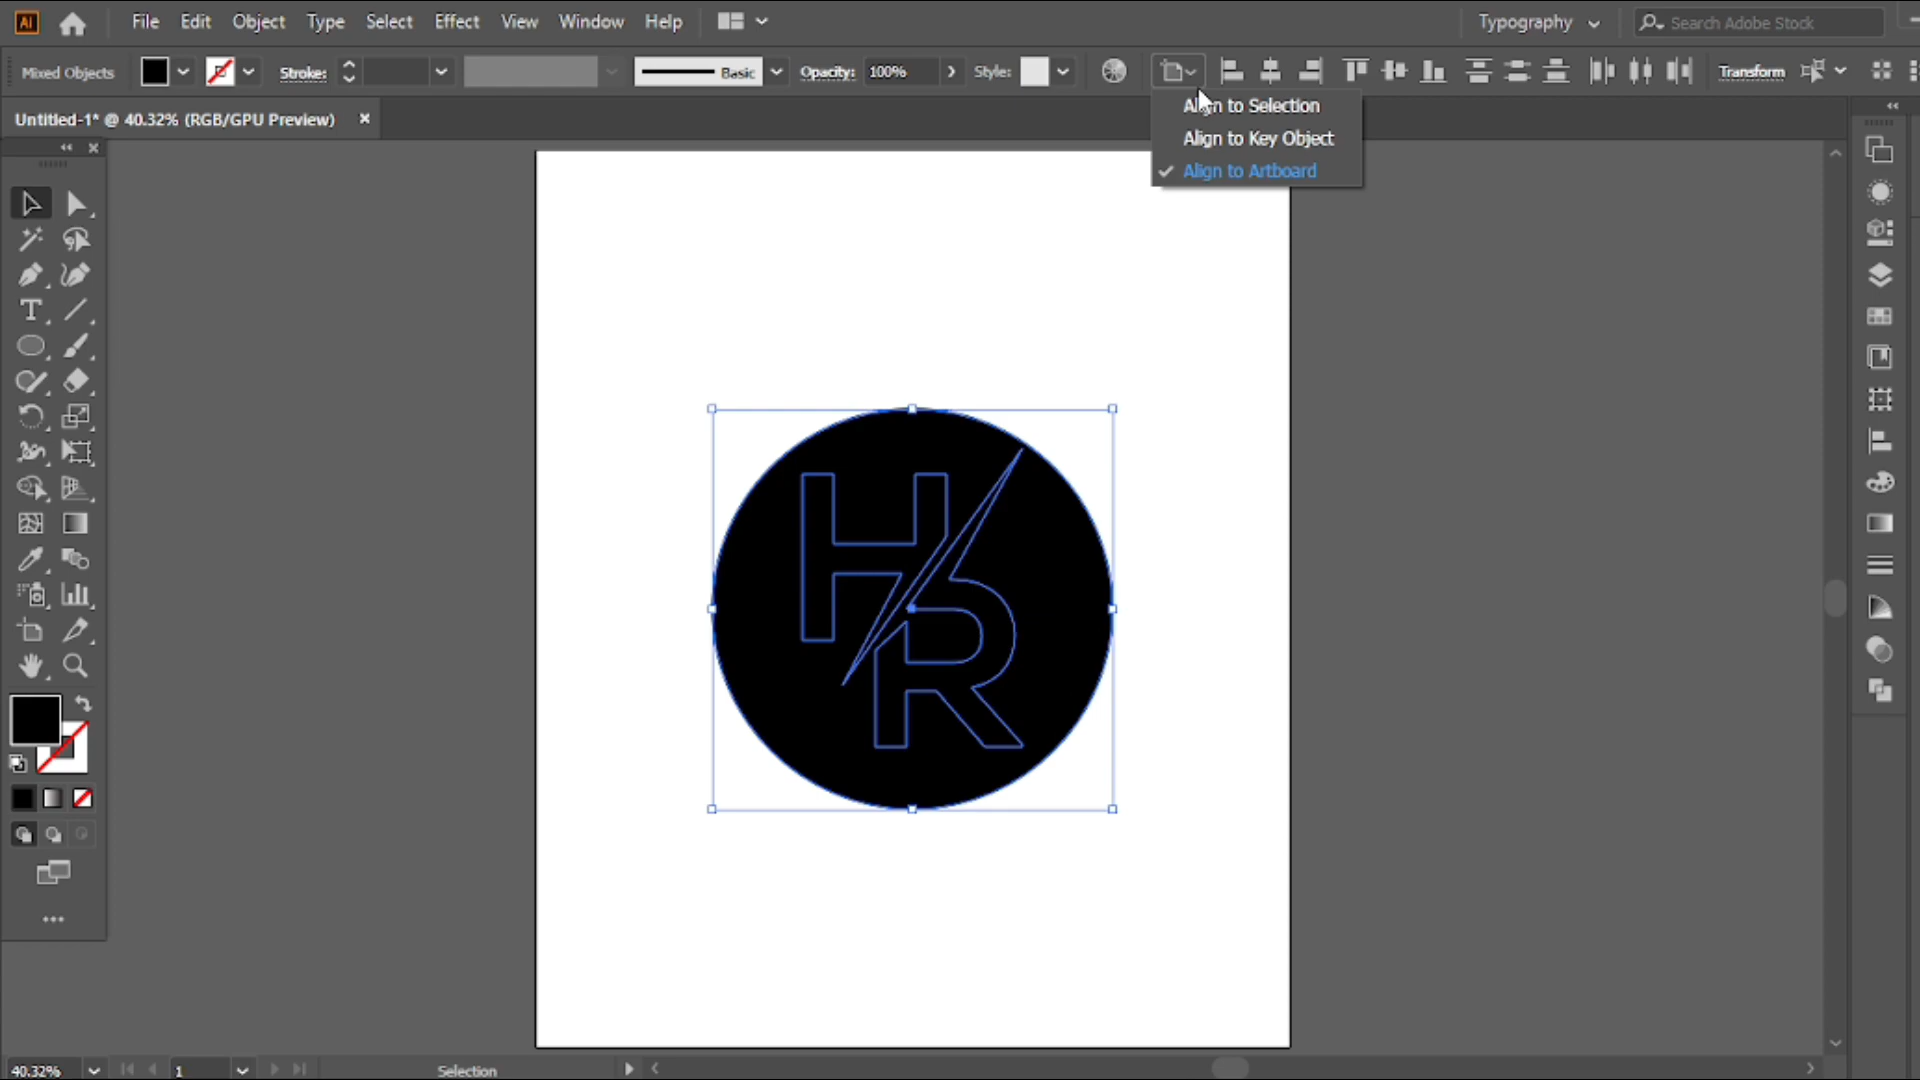 Ai File Edit Object Type Select Effect View Window Help Typography Search Adobe Stock
Mixed Objects Stroke: Basic Opacity: 100% Style: Transform
Align to Selection
Align to Key Object
Align to Artboard
Untitled-1* @ 40.32% (RGB/GPU Preview)
HR
40.32% 1 Selection